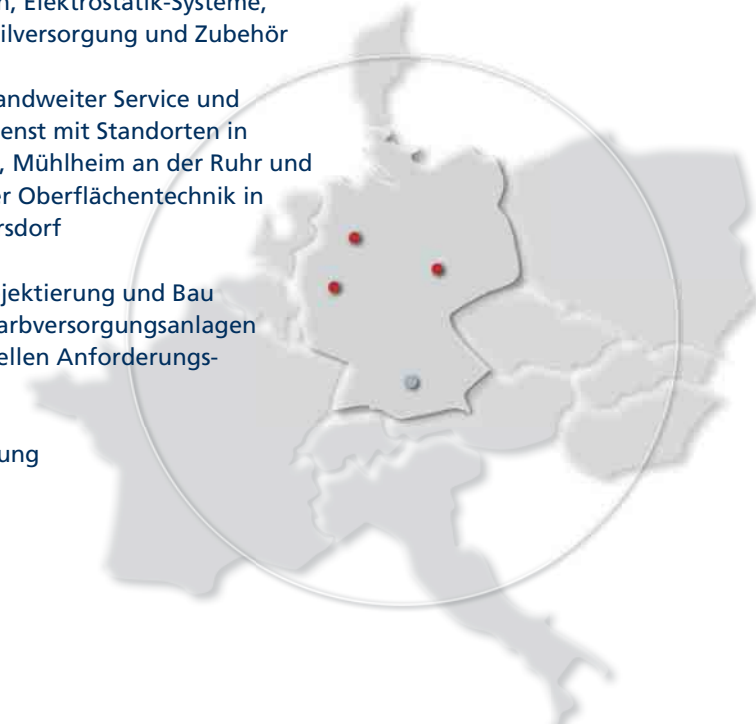 Elektrostatik-Systeme,
ilversorgung und Zubehör
andweiter Service und
enst mit Standorten in
, Mühlheim an der Ruhr und
er Oberflächentechnik in
rsdorf
jektierung und Bau
arbversorgungsanlagen
ellen Anforderungs-
ung